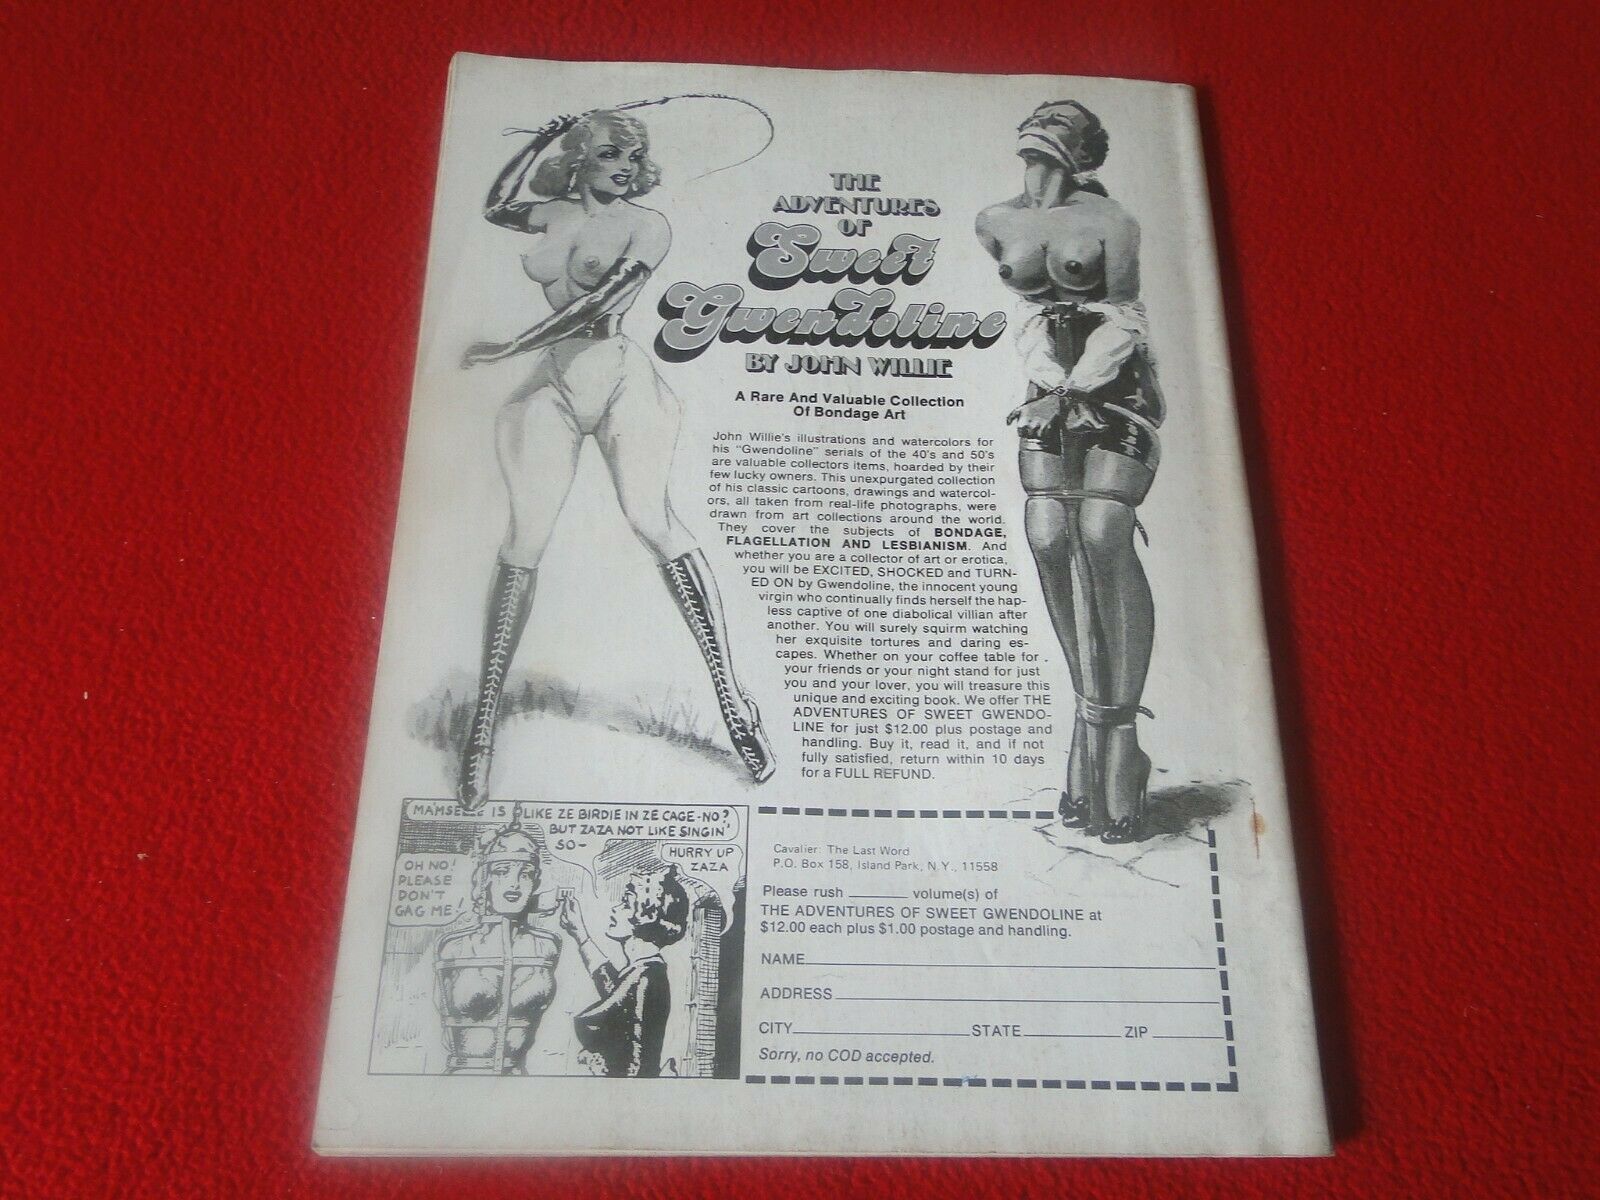 THE
ADVENTURES
OF
Sweet
Gwendoline
BY JOHN WILLIE
A Rare And Valuable Collection
Of Bondage Art
John Willie's illustrations and watercolors for
his "Gwendoline" serials of the 40's and 50's
are valuable collectors items, hoarded by their
few lucky owners. This unexpurgated collection
of his classic cartoons, drawings and watercol-
ors, all taken from real-life photographs, were
drawn from art collections around the world.
They cover the subjects of BONDAGE,
FLAGELLATION AND LESBIANISM. And
whether you are a collector of art or erotica,
you will be EXCITED, SHOCKED and TURN-
ED ON by Gwendoline, the innocent young
virgin who continually finds herself the hap-
less captive of one diabolical villian after
another. You will surely squirm watching
her exquisite tortures and daring es-
capes. Whether on your coffee table for
your friends or your night stand for just
you and your lover, you will treasure this
unique and exciting book. We offer THE
ADVENTURES OF SWEET GWENDO-
LINE for just $12.00 plus postage and
handling. Buy it, read it, and if not
fully satisfied, return within 10 days
for a FULL REFUND.
IS LIKE ZE BIRDIE IN ZE CAGE-NO?
BUT ZAZA NOT LIKE SINGIN'
SO-
OH NO!
PLEASE
DON'T
GAG ME!
HURRY UP
ZAZA
Cavalier: The Last Word
P.O. Box 158, Island Park, N.Y., 11558
Please rush ______ volume(s) of
THE ADVENTURES OF SWEET GWENDOLINE at
$12.00 each plus $1.00 postage and handling.
NAME
ADDRESS
CITY STATE ZIP
Sorry, no COD accepted.